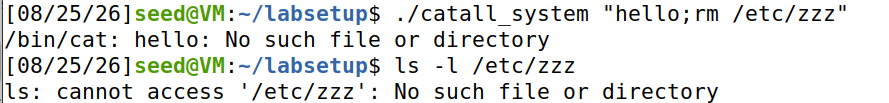 [08/25/26]seed@VM:~/labsetup$ ./catall_system "hello;rm /etc/zzz"
/bin/cat: hello: No such file or directory
[08/25/26]seed@VM:~/labsetup$ ls -l /etc/zzz
ls: cannot access '/etc/zzz': No such file or directory